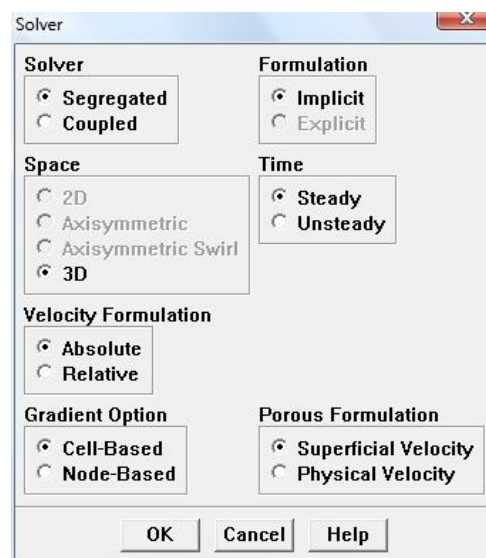 Solver
Solver
Segregated
Coupled
Formulation
Implicit
Explicit
Space
2D
Axisymmetric
Axisymmetric Swirl
3D
Time
Steady
Unsteady
Velocity Formulation
Absolute
Relative
Gradient Option
Cell-Based
Node-Based
Porous Formulation
Superficial Velocity
Physical Velocity
OK Cancel Help